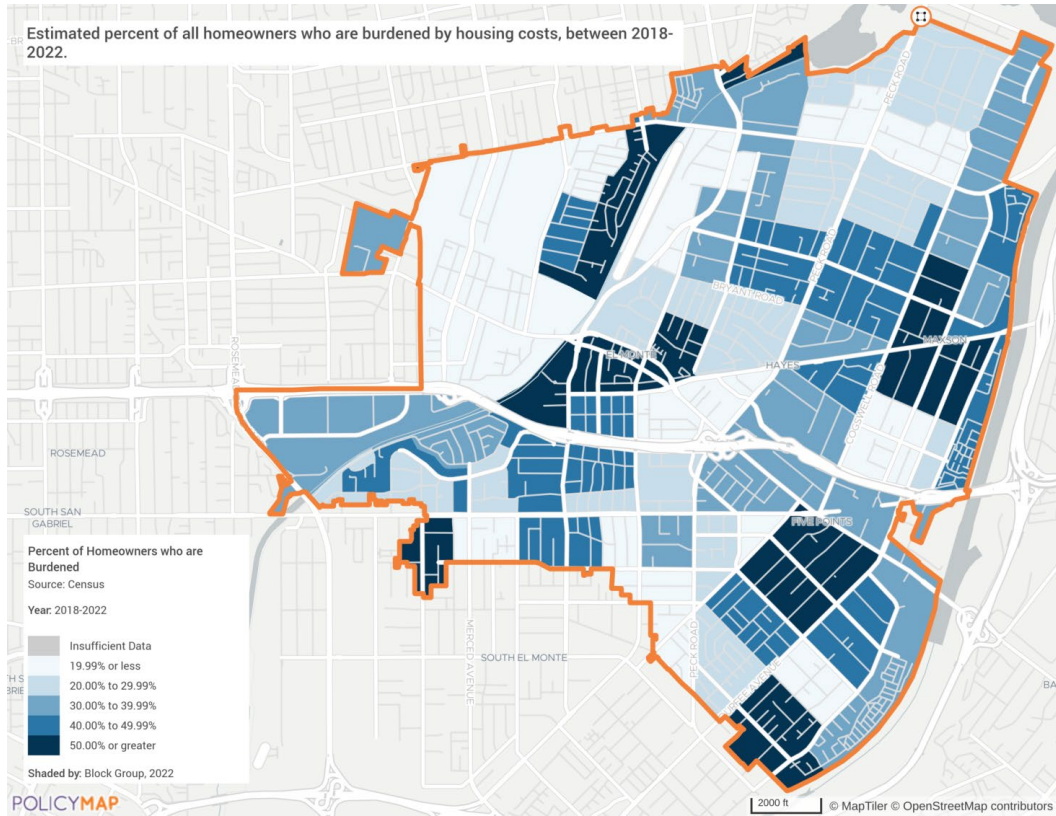 Estimated percent of all homeowners who are burdened by housing costs, between 2018-
2022.
PECK ROAD
PECK ROAD
BRYANT ROAD
ROSEMEAD
EL MONTE
HAYES
MAXSON
COGSWELL ROAD
ROSEMEAD
SOUTH SAN
GABRIEL
FIVE POINTS
Percent of Homeowners who are
Burdened
Source: Census
Year: 2018-2022
Insufficient Data
19.99% or less
20.00% to 29.99%
30.00% to 39.99%
40.00% to 49.99%
50.00% or greater
Shaded by: Block Group, 2022
MERCED AVENUE
SOUTH EL MONTE
PECK ROAD
BA
POLICYMAP
2000 ft
© MapTiler © OpenStreetMap contributors